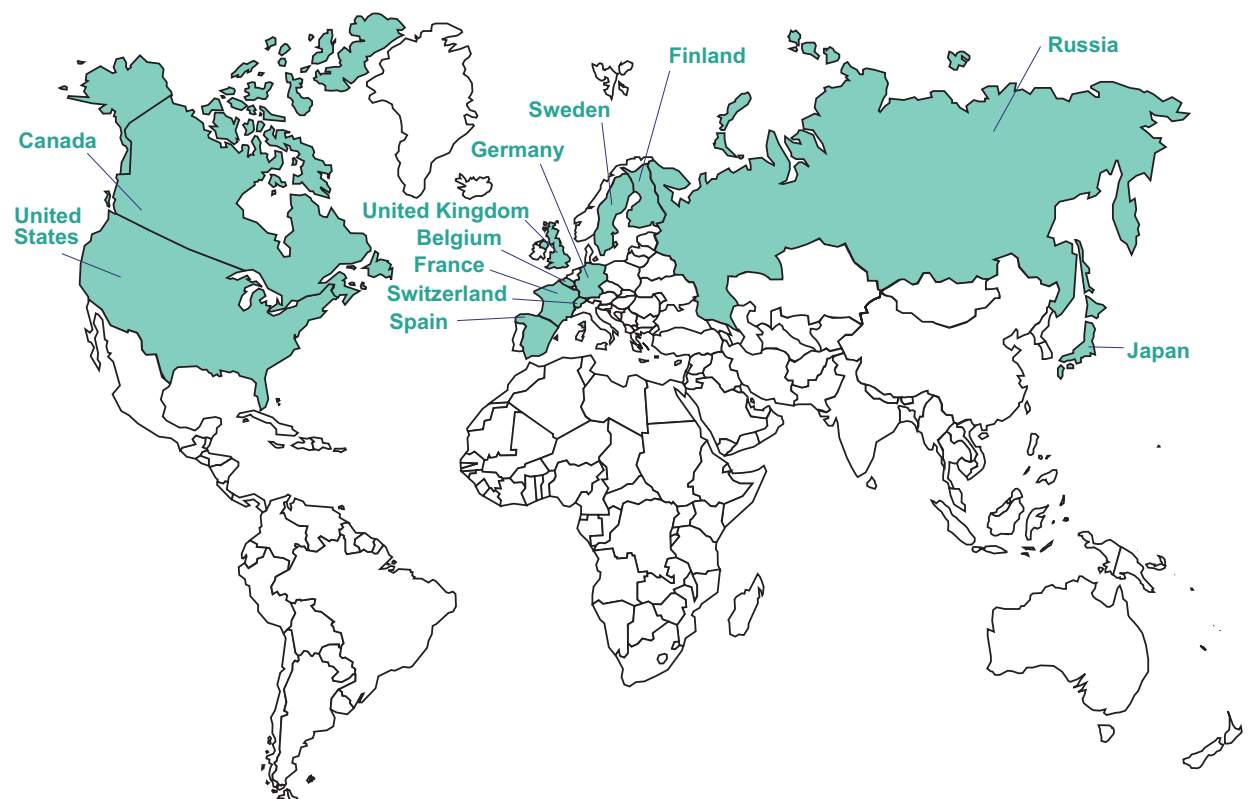 Russia
Finland
Sweden
Canada
Germany
United Kingdom
United
States
Belgium
France
Switzerland
Spain
Japan